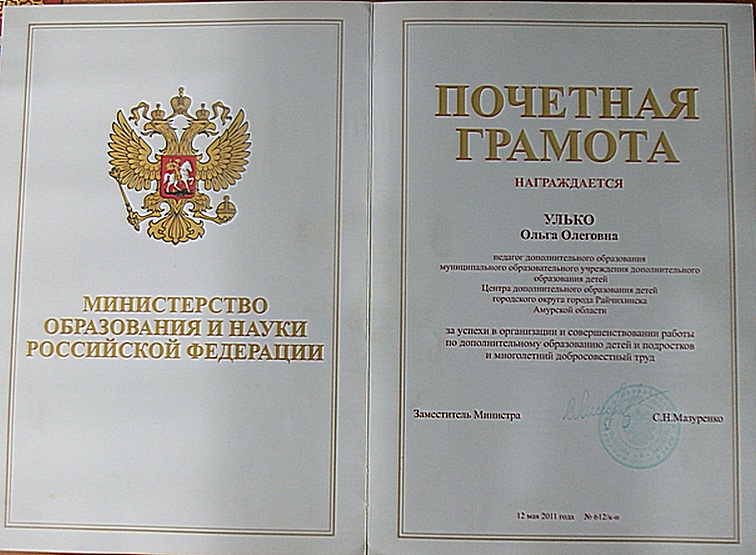 МИНИСТЕРСТВО
ОБРАЗОВАНИЯ И НАУКИ
РОССИЙСКОЙ ФЕДЕРАЦИИ
ПОЧЕТНАЯ
ГРАМОТА
НАГРАЖДАЕТСЯ
УЛЬКО
Ольга Олеговна
педагог дополнительного образования
муниципального образовательного учреждения дополнительного
образования детей
Центра дополнительного образования детей
городского округа города Райчихинска
Амурской области
за успехи в организации и совершенствовании работы
по дополнительному образованию детей и подростков
и многолетний добросовестный труд
Заместитель Министра
С.Н.Мазуренко
12 мая 2011 года № 612/к-н